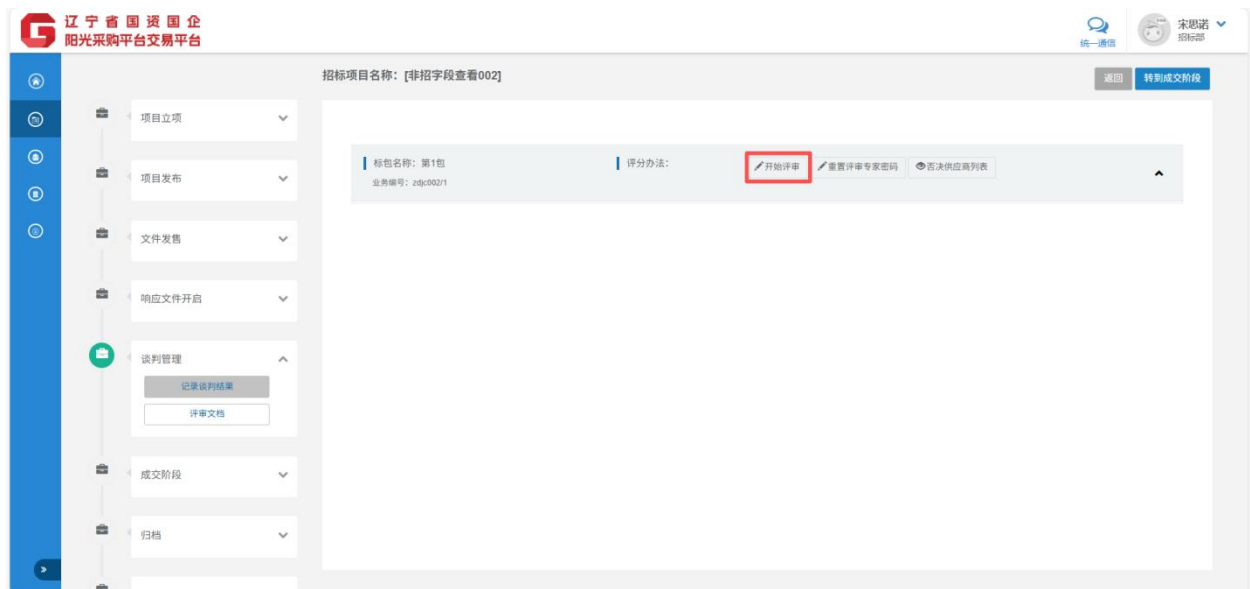 辽宁省国资国企
阳光采购平台交易平台
统一通信
宋思诺
招标部
招标项目名称：[非招字段查看002]
返回
转到成交阶段
项目立项
项目发布
文件发售
响应文件开启
谈判管理
记录谈判结果
评审文档
成交阶段
归档
标包名称：第1包
业务编号：zdjc002/1
评分办法：
开始评审
重置评审专家密码
否决供应商列表